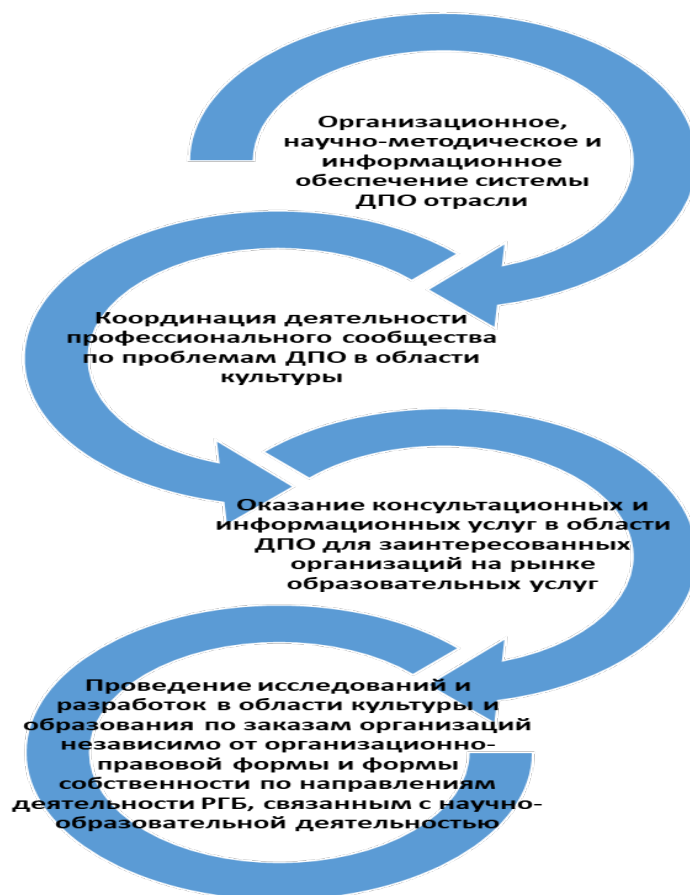 Организационное,
научно-методическое и
информационное
обеспечение системы
ДПО отрасли
Координация деятельности
профессионального сообщества
по проблемам ДПО в области
культуры
Оказание консультационных и
информационных услуг в области
ДПО для заинтересованных
организаций на рынке
образовательных услуг
Проведение исследований и
разработок в области культуры и
образования по заказам организаций
независимо от организационно-
правовой формы и формы
собственности по направлениям
деятельности РГБ, связанным с научно-
образовательной деятельностью